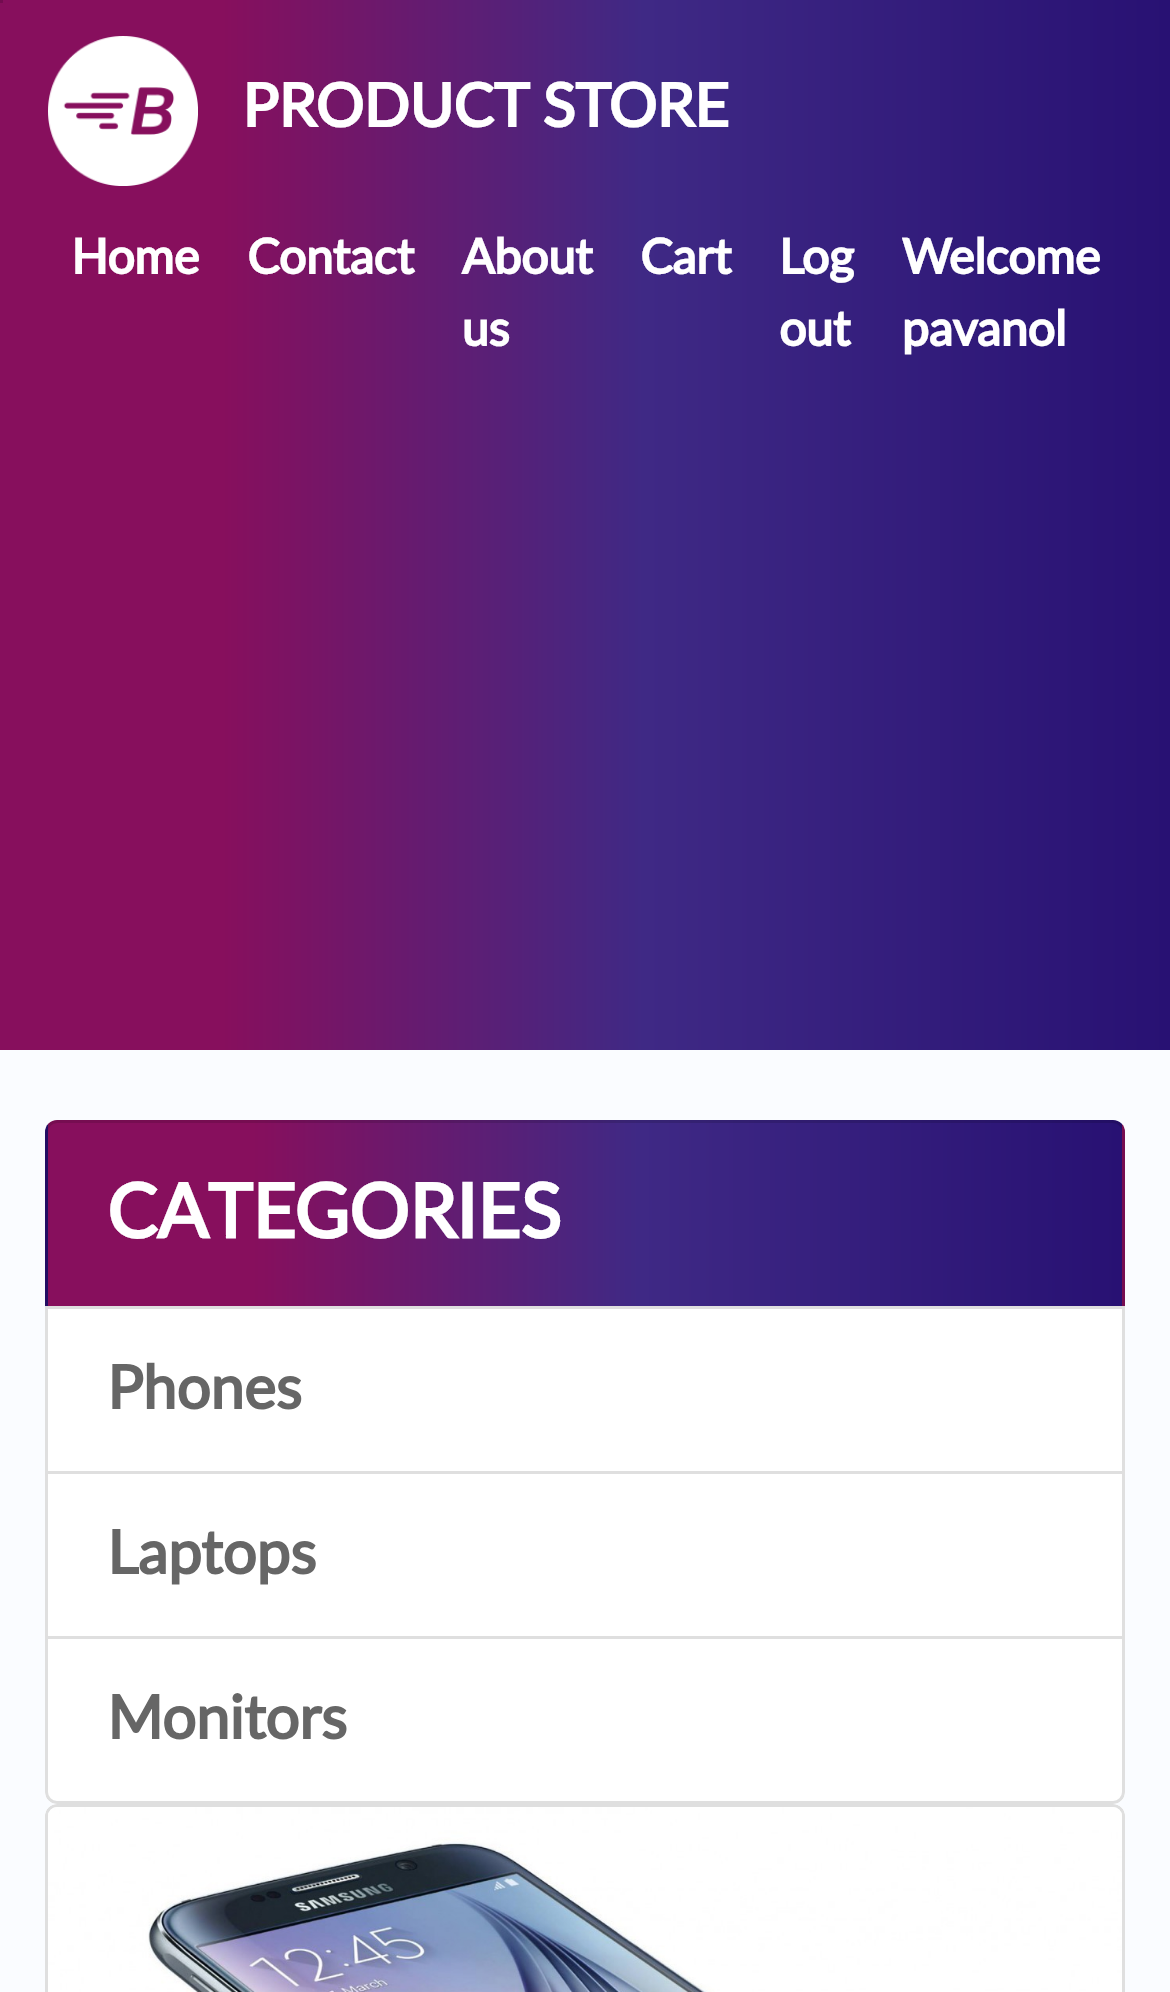 B
PRODUCT STORE
Home Contact About us Cart Log out Welcome pavanol
CATEGORIES
Phones
Laptops
Monitors
SAMSUNG
12:45
March